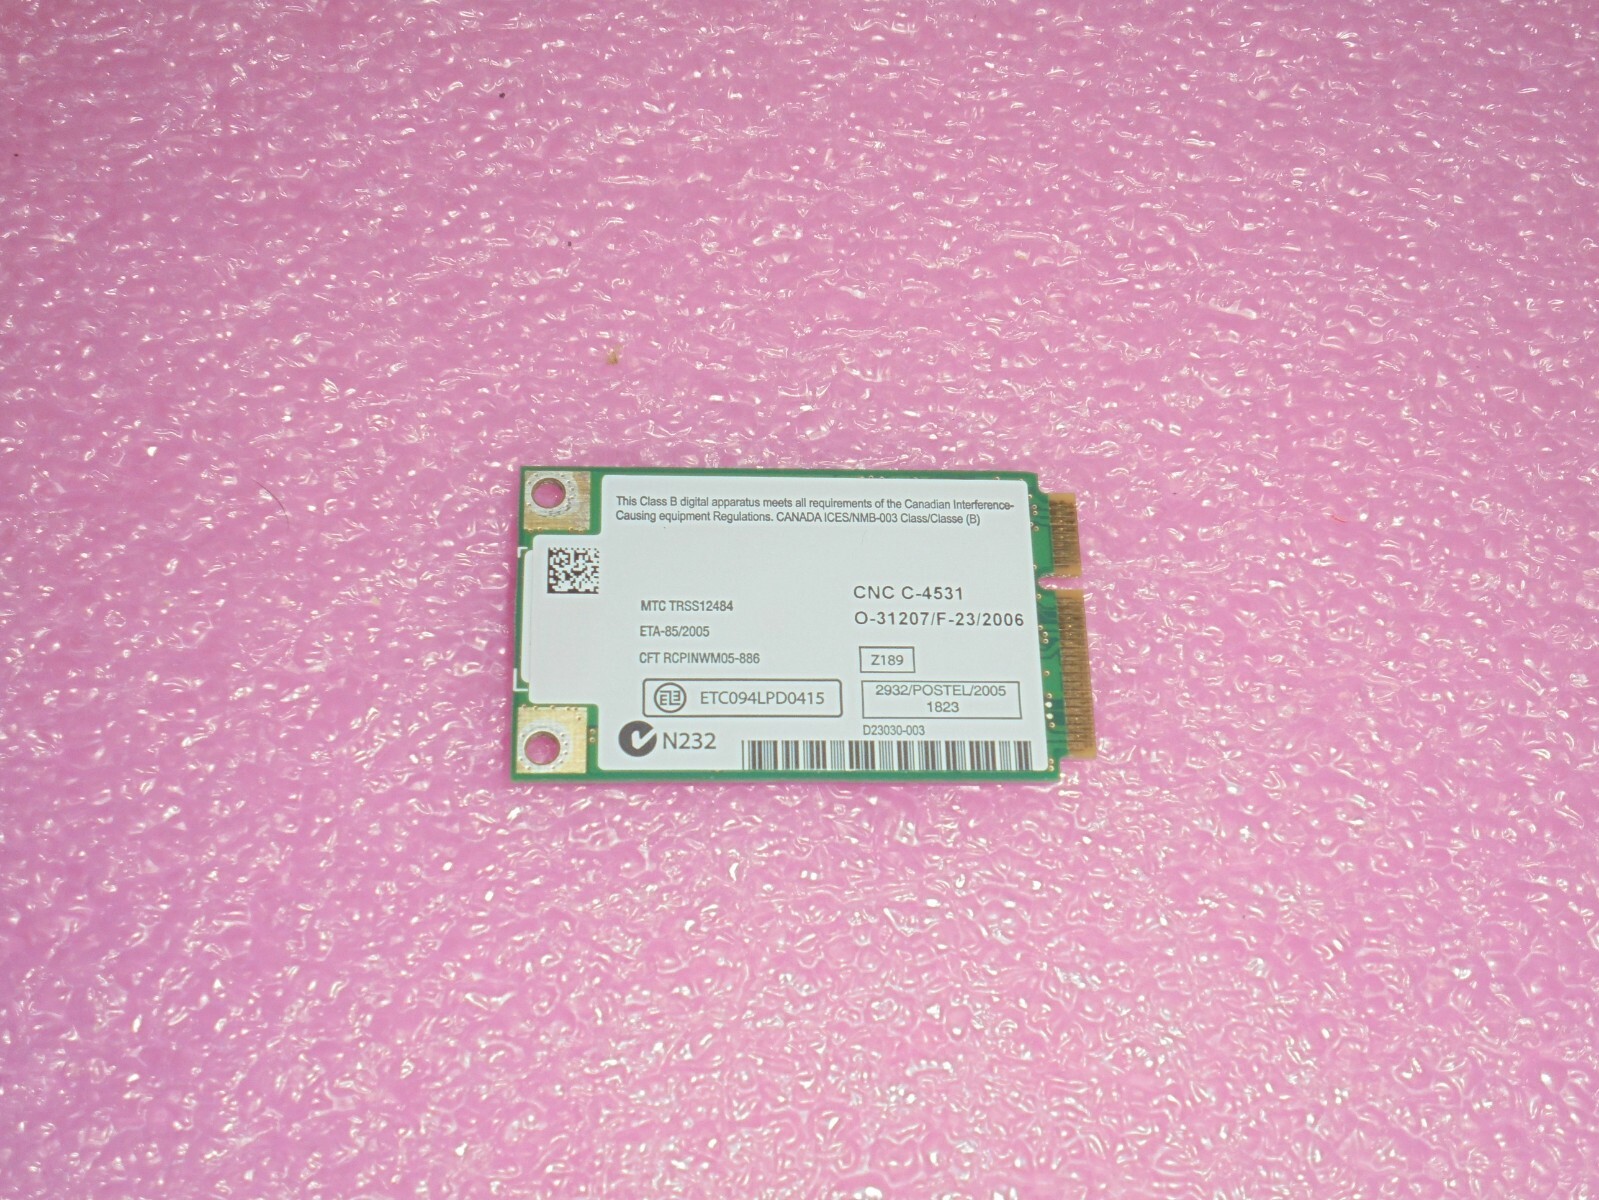 This Class B digital apparatus meets all requirements of the Canadian Interference-
Causing equipment Regulations. CANADA ICES/NMB-003 Class/Classe (B)
MTC TRSS12484
ETA-85/2005
CFT RCPINWM05-886
ETC094LPD0415
N232
CNC C-4531
O-31207/F-23/2006
Z189
2932/POSTEL/2005
1823
D23030-003